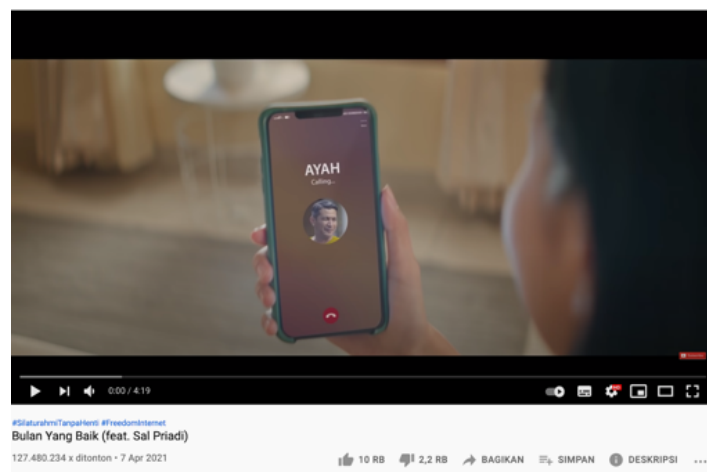 AYAH
Calling...
0:00 / 4:19
#SilaturahmiTanpaHenti #FreedomInternet
Bulan Yang Baik (feat. Sal Priadi)
127.480.234 x ditonton • 7 Apr 2021
10 RB 2,2 RB BAGIKAN SIMPAN DESKRIPSI ...